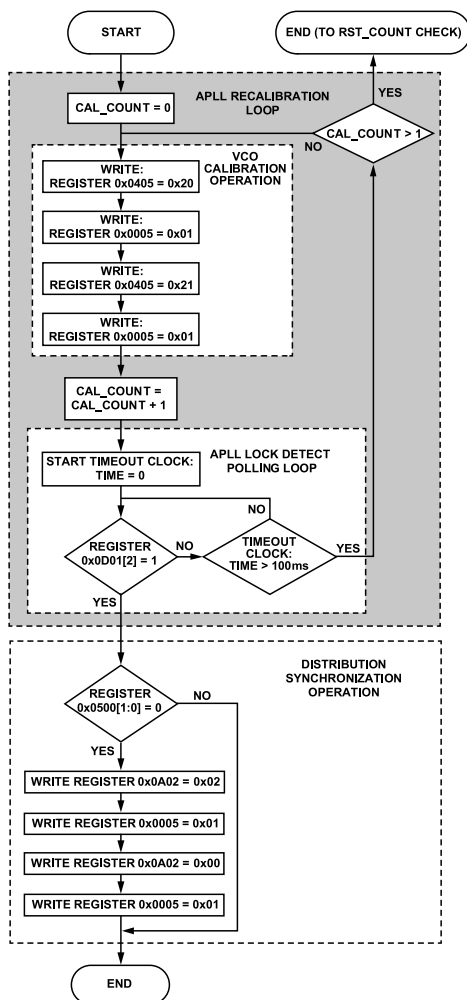 START
END (TO RST_COUNT CHECK)
YES
CAL_COUNT = 0
APLL RECALIBRATION
LOOP
CAL_COUNT > 1
NO
VCO
CALIBRATION
OPERATION
WRITE:
REGISTER 0x0405 = 0x20
WRITE:
REGISTER 0x0005 = 0x01
WRITE:
REGISTER 0x0405 = 0x21
WRITE:
REGISTER 0x0005 = 0x01
CAL_COUNT =
CAL_COUNT + 1
APLL LOCK DETECT
POLLING LOOP
START TIMEOUT CLOCK:
TIME = 0
NO
REGISTER
0x0D01[2] = 1
NO
TIMEOUT
CLOCK:
TIME > 100ms
YES
YES
DISTRIBUTION
SYNCHRONIZATION
OPERATION
REGISTER
0x0500[1:0] = 0
NO
YES
WRITE REGISTER 0x0A02 = 0x02
WRITE REGISTER 0x0005 = 0x01
WRITE REGISTER 0x0A02 = 0x00
WRITE REGISTER 0x0005 = 0x01
END